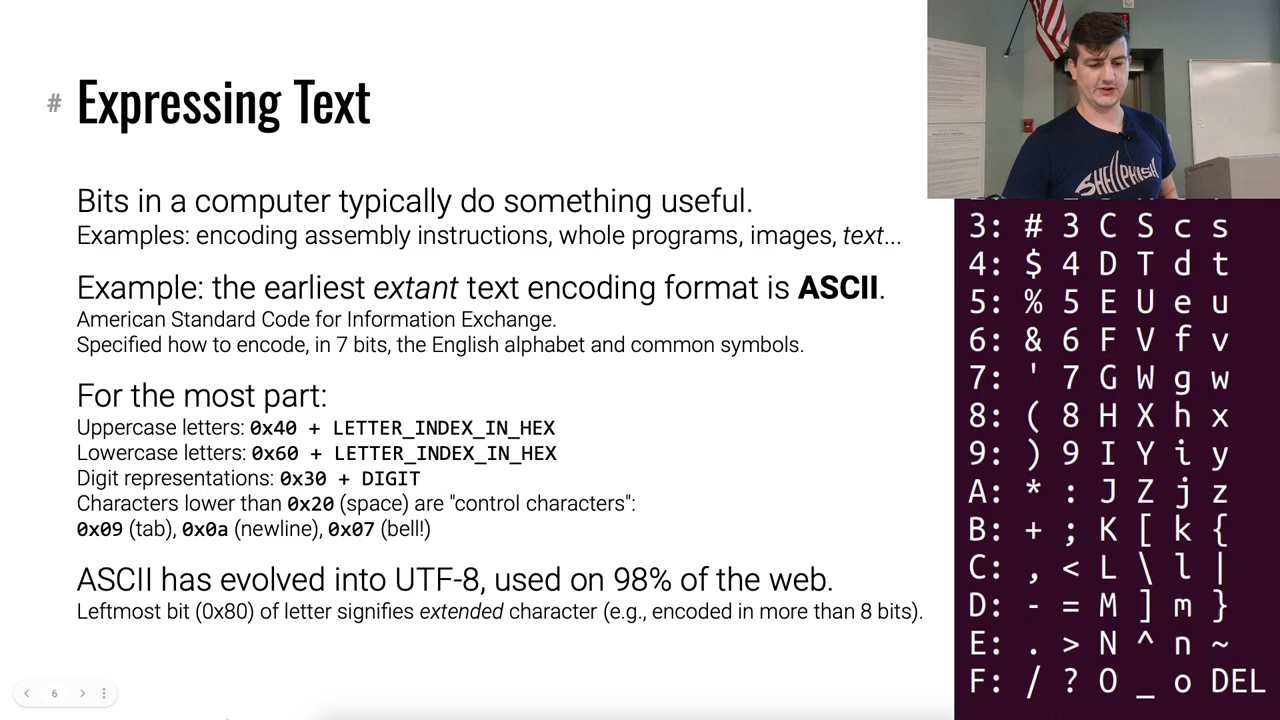 # Expressing Text
Bits in a computer typically do something useful.
Examples: encoding assembly instructions, whole programs, images, text...
Example: the earliest extant text encoding format is ASCII.
American Standard Code for Information Exchange.
Specified how to encode, in 7 bits, the English alphabet and common symbols.
For the most part:
Uppercase letters: 0x40 + LETTER_INDEX_IN_HEX
Lowercase letters: 0x60 + LETTER_INDEX_IN_HEX
Digit representations: 0x30 + DIGIT
Characters lower than 0x20 (space) are "control characters":
0x09 (tab), 0x0a (newline), 0x07 (bell!)
ASCII has evolved into UTF-8, used on 98% of the web.
Leftmost bit (0x80) of letter signifies extended character (e.g., encoded in more than 8 bits).
6
SHELLPHISH
3: # 3 C S c s
4: $ 4 D T d t
5: % 5 E U e u
6: & 6 F V f v
7: ' 7 G W g w
8: ( 8 H X h x
9: ) 9 I Y i y
A: * : J Z j z
B: + ; K [ k {
C: , < L \ l |
D: - = M ] m }
E: . > N ^ n ~
F: / ? O _ o DEL